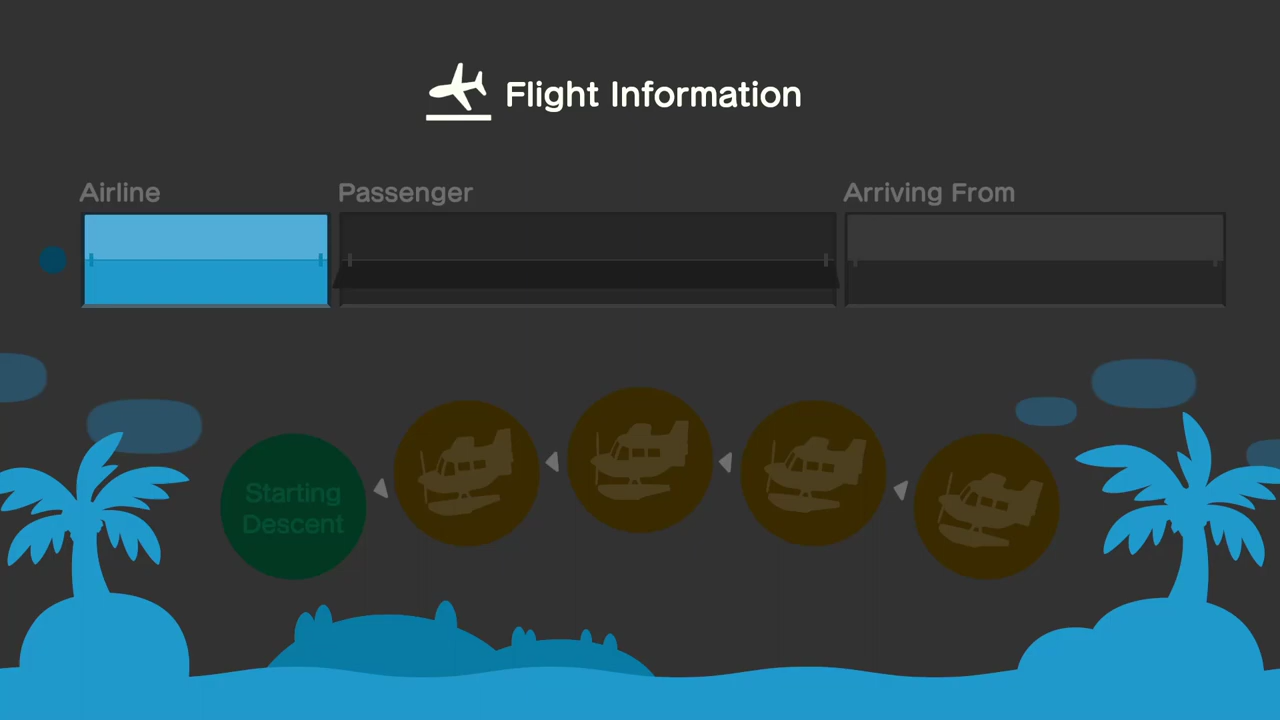 Flight Information
Airline
Passenger
Arriving From
Starting
Descent